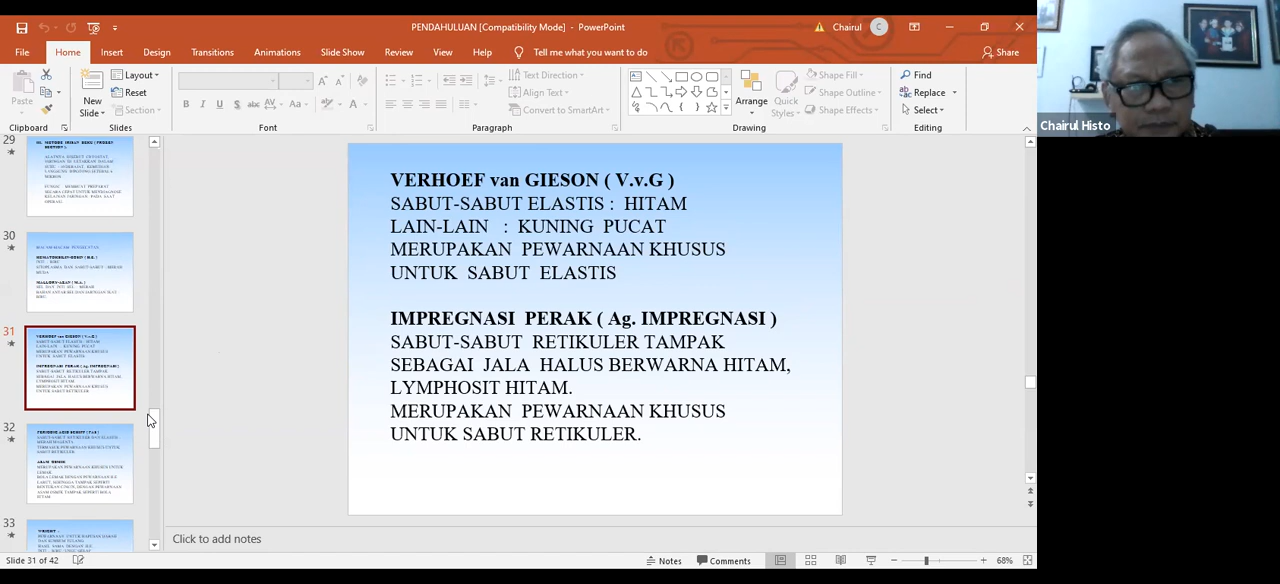 PENDAHULUAN [Compatibility Mode] - PowerPoint
Chairul
C
File Home Insert Design Transitions Animations Slide Show Review View Help Tell me what you want to do
Share
Paste
New
Slide
Layout
Reset
Section
Text Direction
Align Text
Convert to SmartArt
Arrange
Quick
Styles
Shape Fill
Shape Outline
Shape Effects
Find
Replace
Select
Clipboard Slides Font Paragraph Drawing Editing
Chairul Histo
29
30
31
32
33
VERHOEF van GIESON ( V.v.G )
SABUT-SABUT ELASTIS : HITAM
LAIN-LAIN : KUNING PUCAT
MERUPAKAN PEWARNAAN KHUSUS
UNTUK SABUT ELASTIS
IMPREGNASI PERAK ( Ag. IMPREGNASI )
SABUT-SABUT RETIKULER TAMPAK
SEBAGAI JALA HALUS BERWARNA HITAM,
LYMPHOSIT HITAM.
MERUPAKAN PEWARNAAN KHUSUS
UNTUK SABUT RETIKULER.
Click to add notes
Slide 31 of 42
Notes
Comments
68%